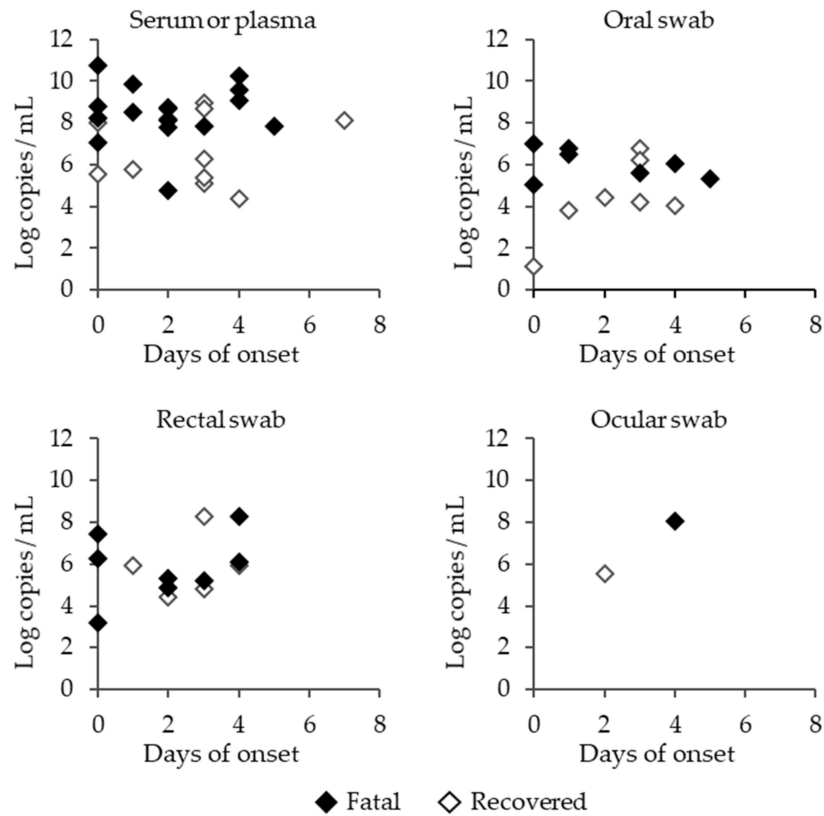 Serum or plasma
Log copies / mL
12
10
8
6
4
2
0
0 2 4 6 8
Days of onset
Oral swab
Log copies / mL
12
10
8
6
4
2
0
0 2 4 6 8
Days of onset
Rectal swab
Log copies / mL
12
10
8
6
4
2
0
0 2 4 6 8
Days of onset
Ocular swab
Log copies / mL
12
10
8
6
4
2
0
0 2 4 6 8
Days of onset
Fatal Recovered